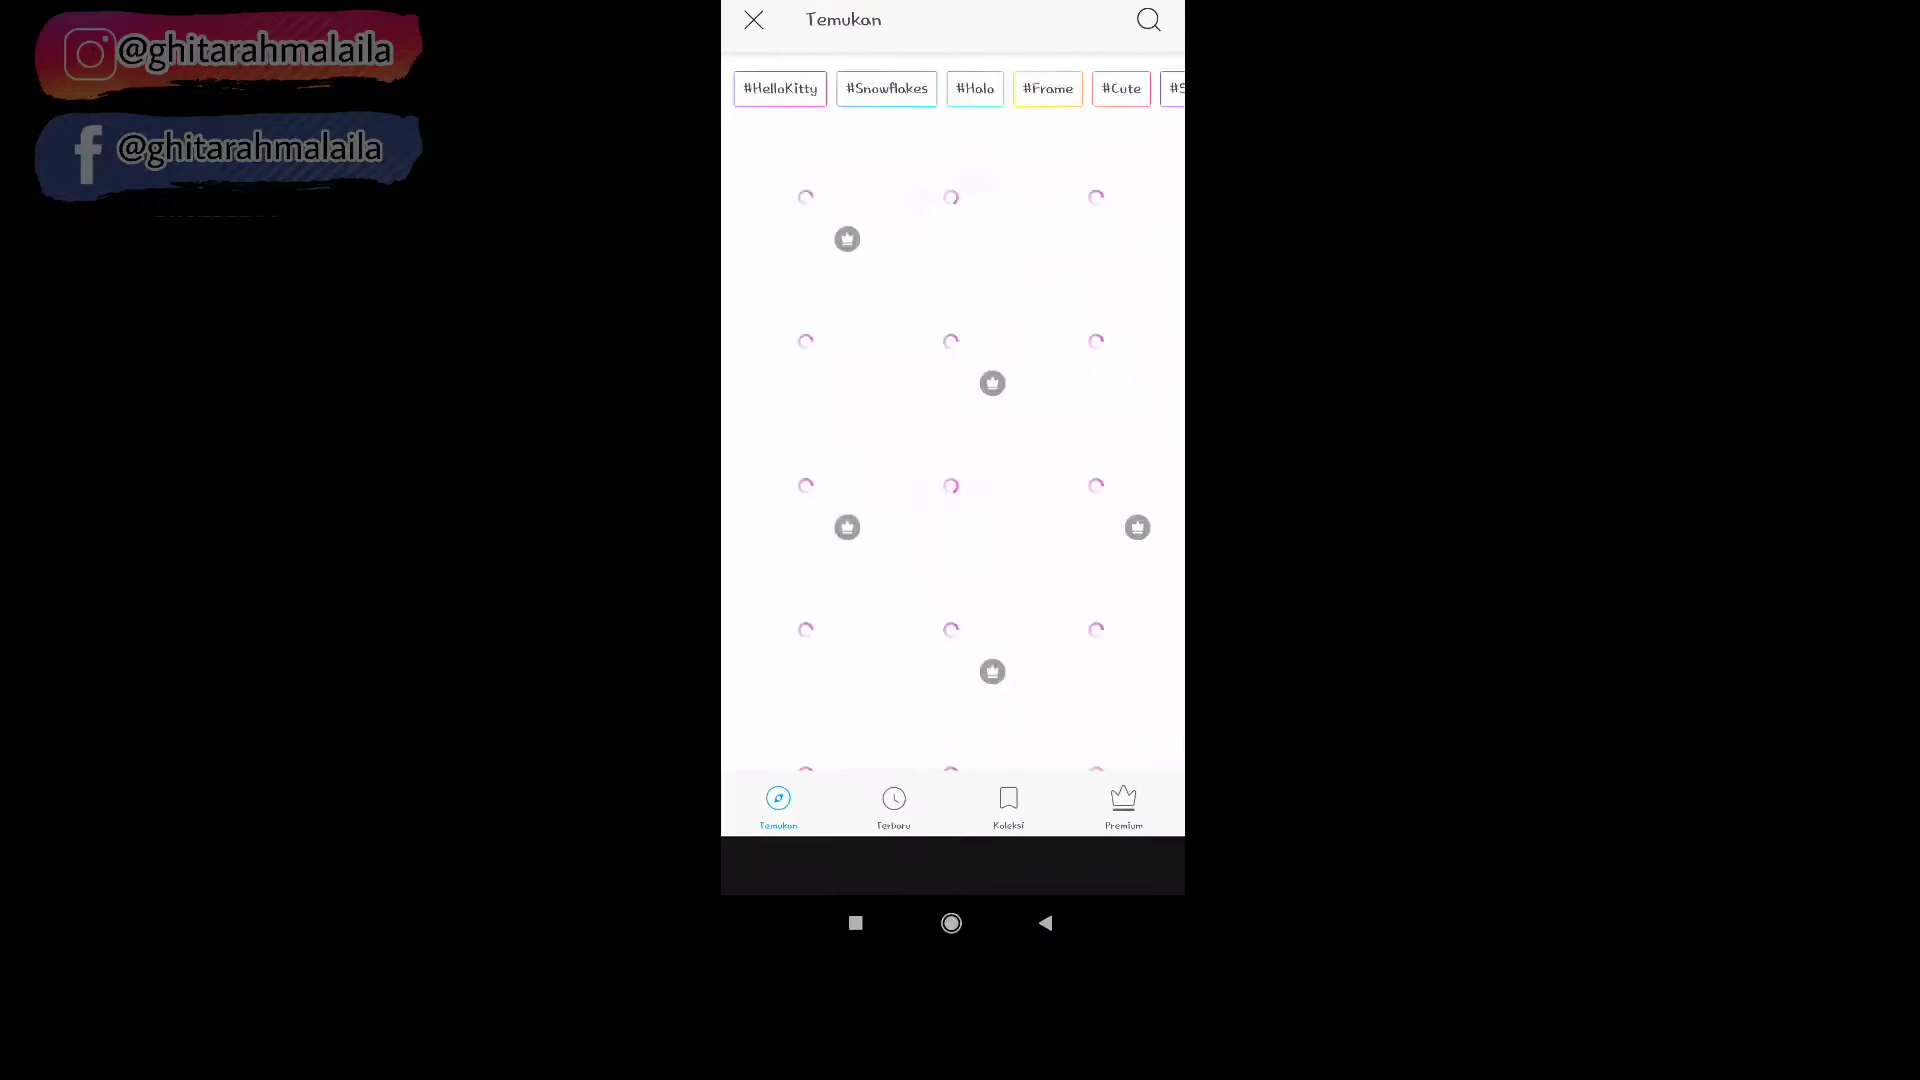 @ghitarahmalaila
@ghitarahmalaila
Temukan
#HelloKitty #Snowflakes #Halo #Frame #Cute #S
Temukan Terbaru Koleksi Premium